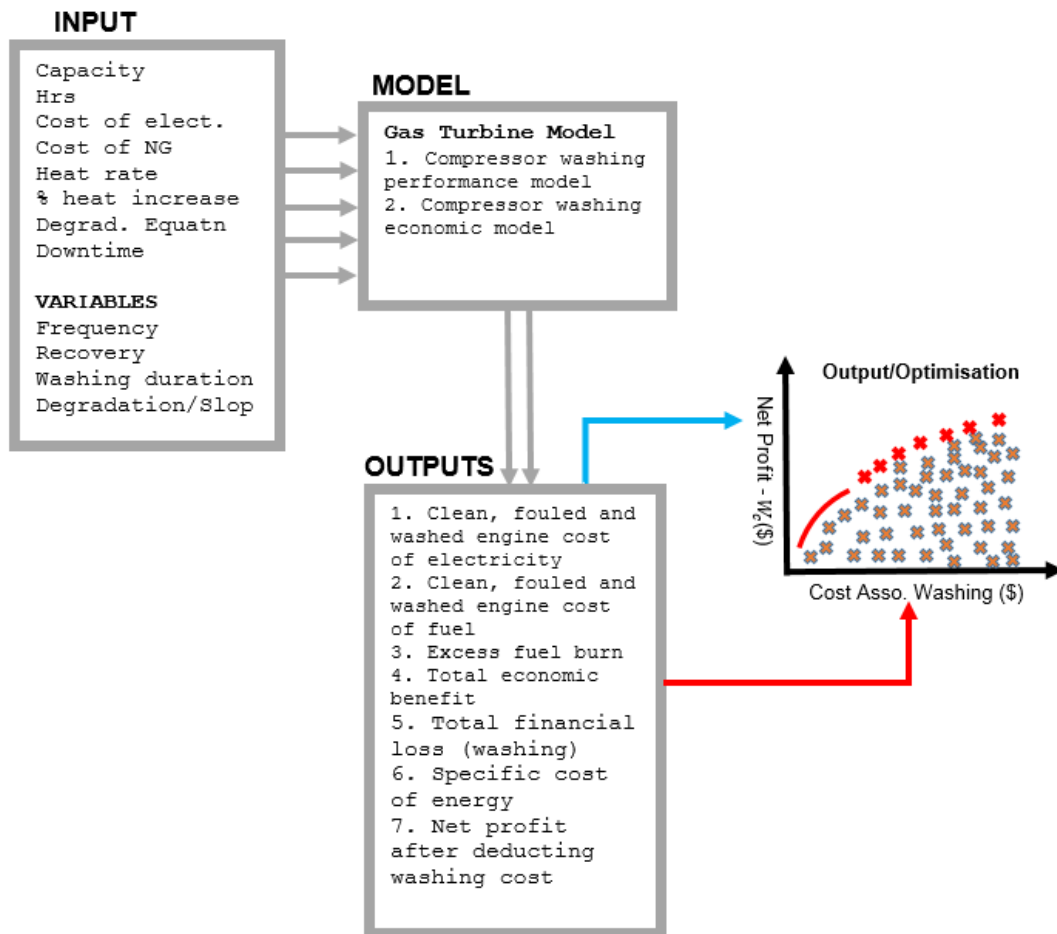 INPUT
Capacity
Hrs
Cost of elect.
Cost of NG
Heat rate
% heat increase
Degrad. Equatn
Downtime
VARIABLES
Frequency
Recovery
Washing duration
Degradation/Slop
MODEL
Gas Turbine Model
1. Compressor washing
performance model
2. Compressor washing
economic model
OUTPUTS
1. Clean, fouled and
washed engine cost
of electricity
2. Clean, fouled and
washed engine cost
of fuel
3. Excess fuel burn
4. Total economic
benefit
5. Total financial
loss (washing)
6. Specific cost
of energy
7. Net profit
after deducting
washing cost
Output/Optimisation
Net Profit - W_c($)
Cost Asso. Washing ($)